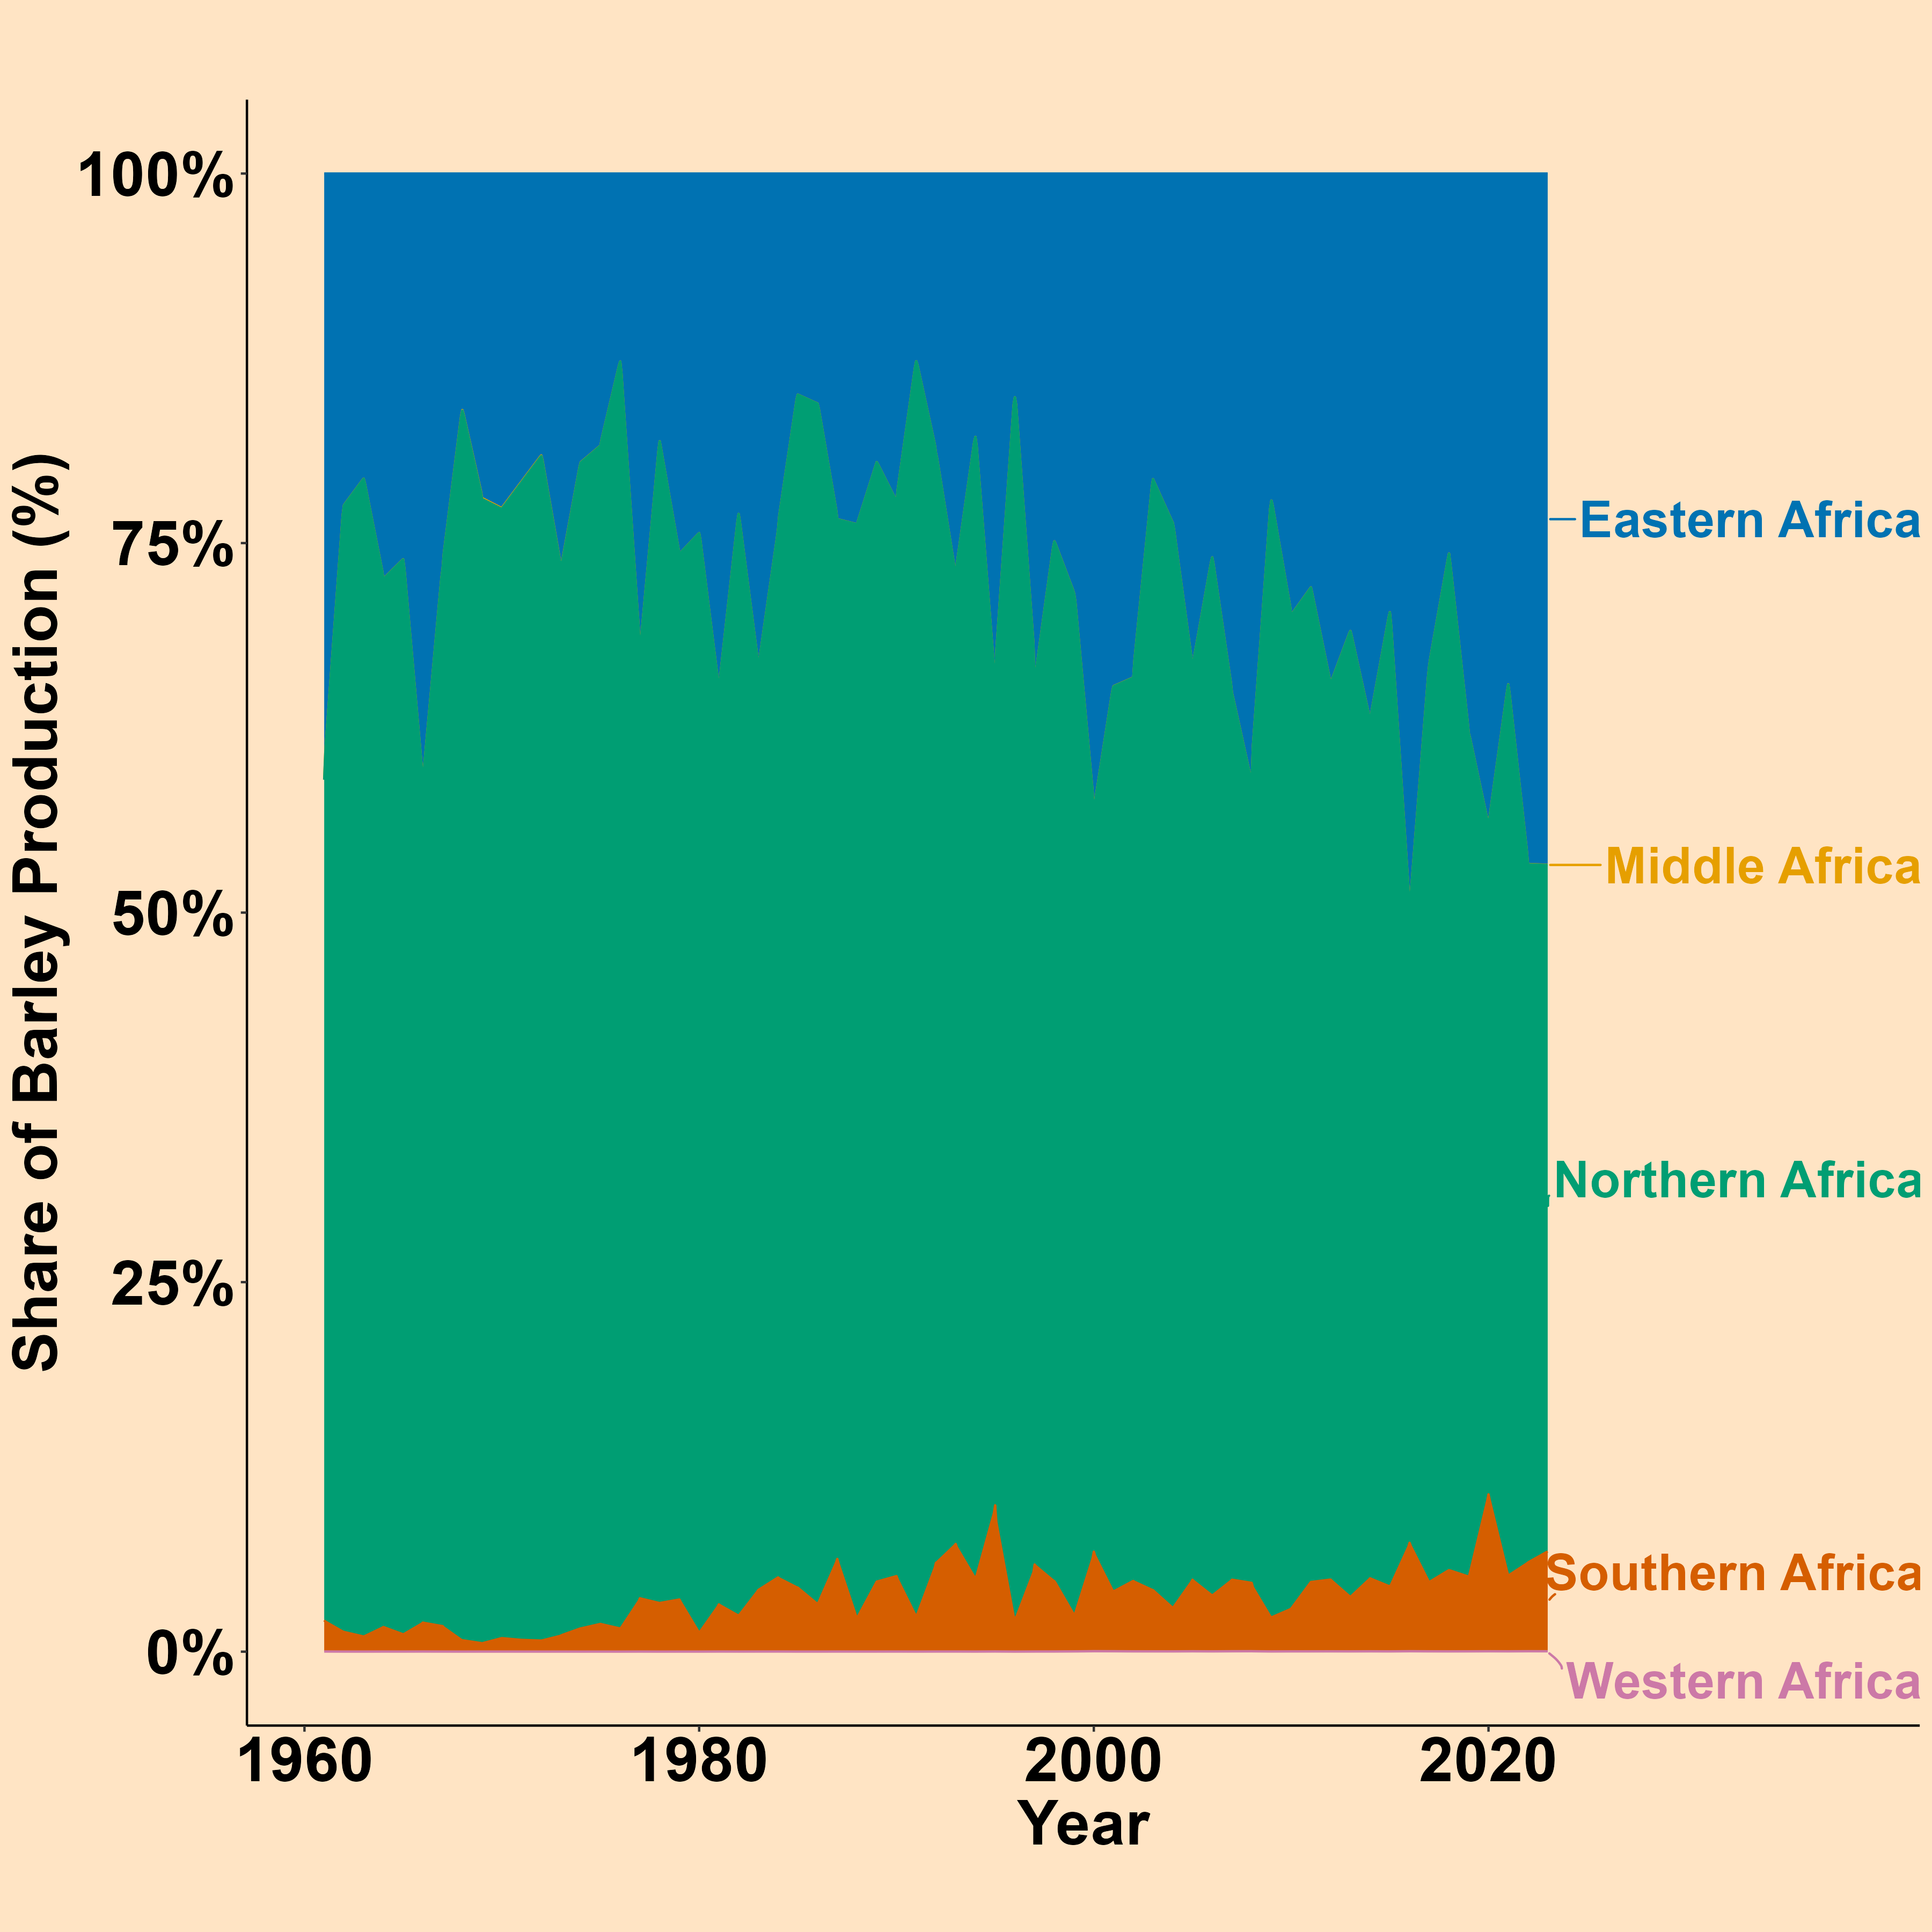 Share of Barley Production (%)
100%
75%
50%
25%
0%
1960
1980
2000
2020
Year
Eastern Africa
Middle Africa
Northern Africa
Southern Africa
Western Africa